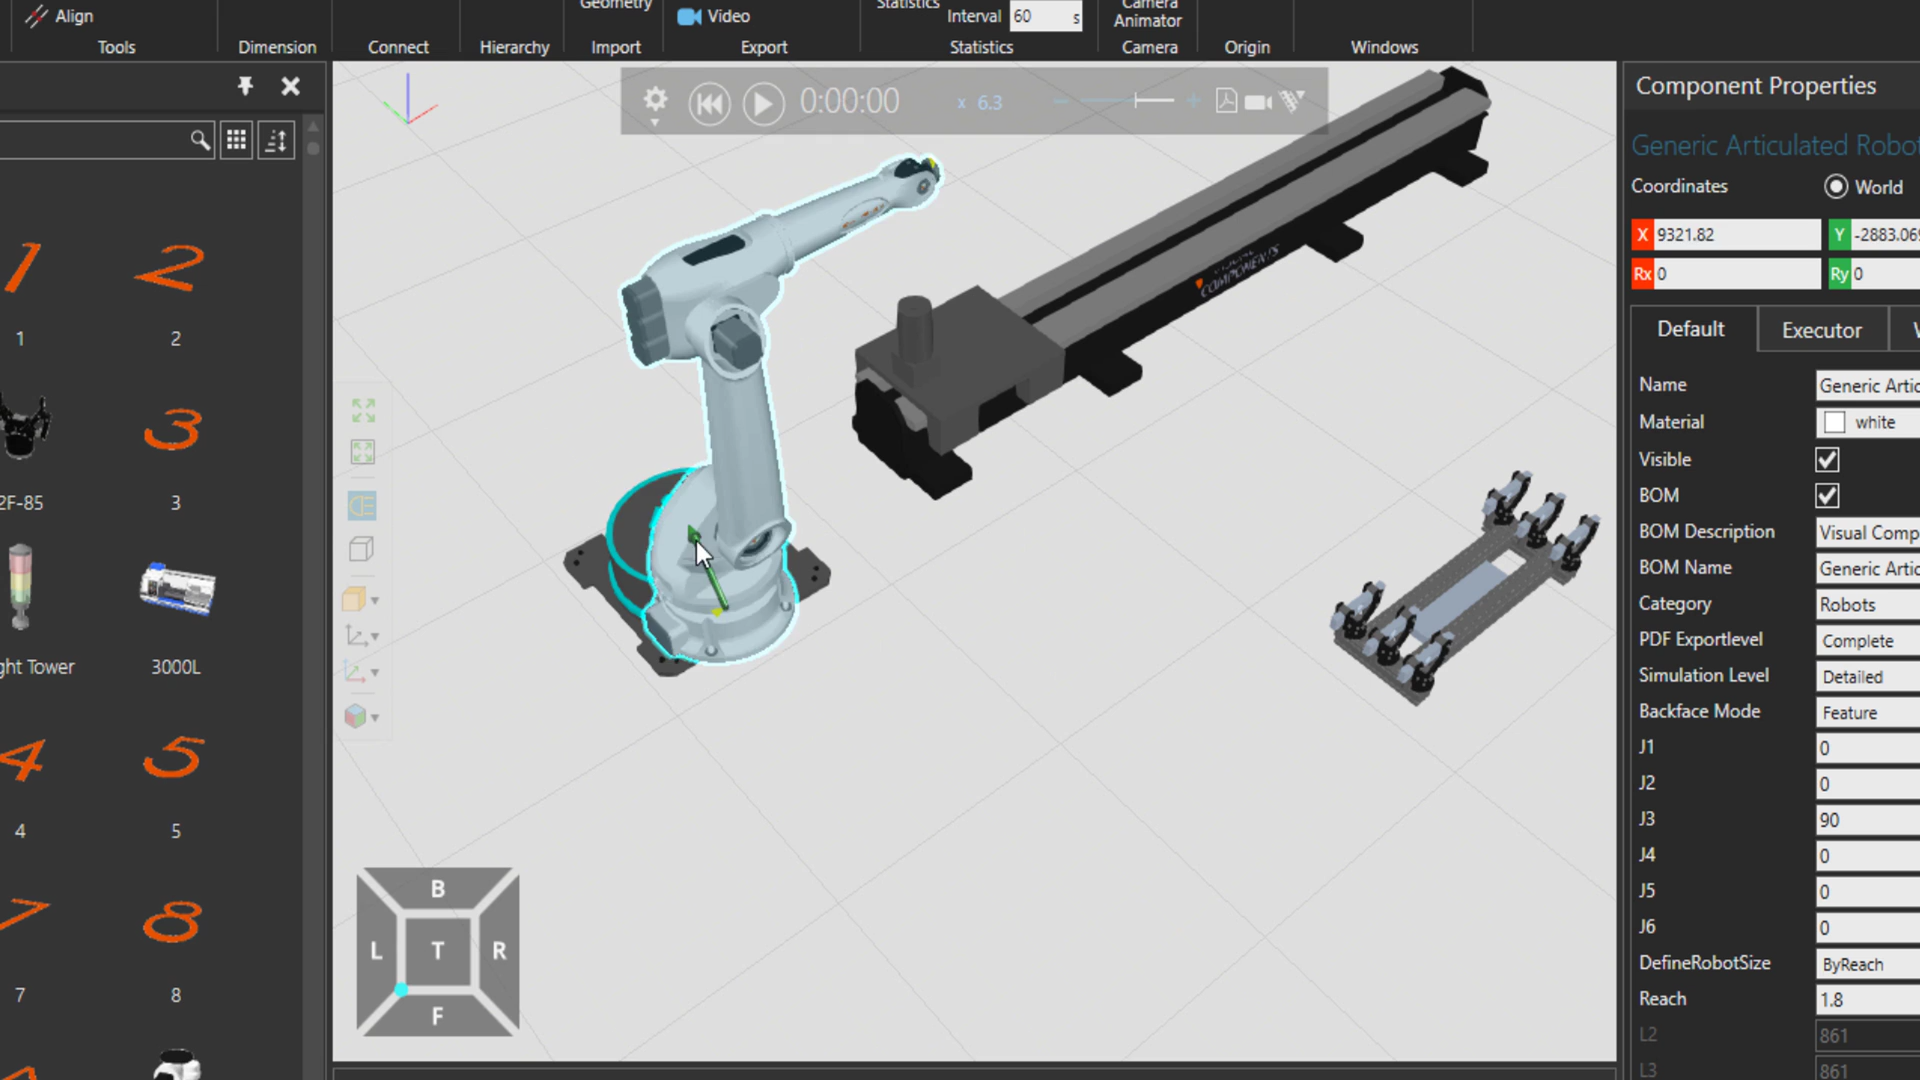 Align
Tools
Dimension
Connect
Hierarchy
Geometry
Import
Video
Export
Statistics
Interval 60 s
Statistics
Camera
Animator
Camera
Origin
Windows
0:00:00
x 6.3
1
2
1
2
3
2F-85
3
ght Tower
3000L
4
5
4
5
7
8
7
8
COMPONENTS
B
L
T
R
F
Component Properties
Generic Articulated Robot
Coordinates
World
X 9321.82
Y -2883.069
Rx 0
Ry 0
Default
Executor
Name
Generic Artic
Material
white
Visible
BOM
BOM Description
Visual Comp
BOM Name
Generic Artic
Category
Robots
PDF Exportlevel
Complete
Simulation Level
Detailed
Backface Mode
Feature
J1
0
J2
0
J3
90
J4
0
J5
0
J6
0
DefineRobotSize
ByReach
Reach
1.8
L2
861
L3
861